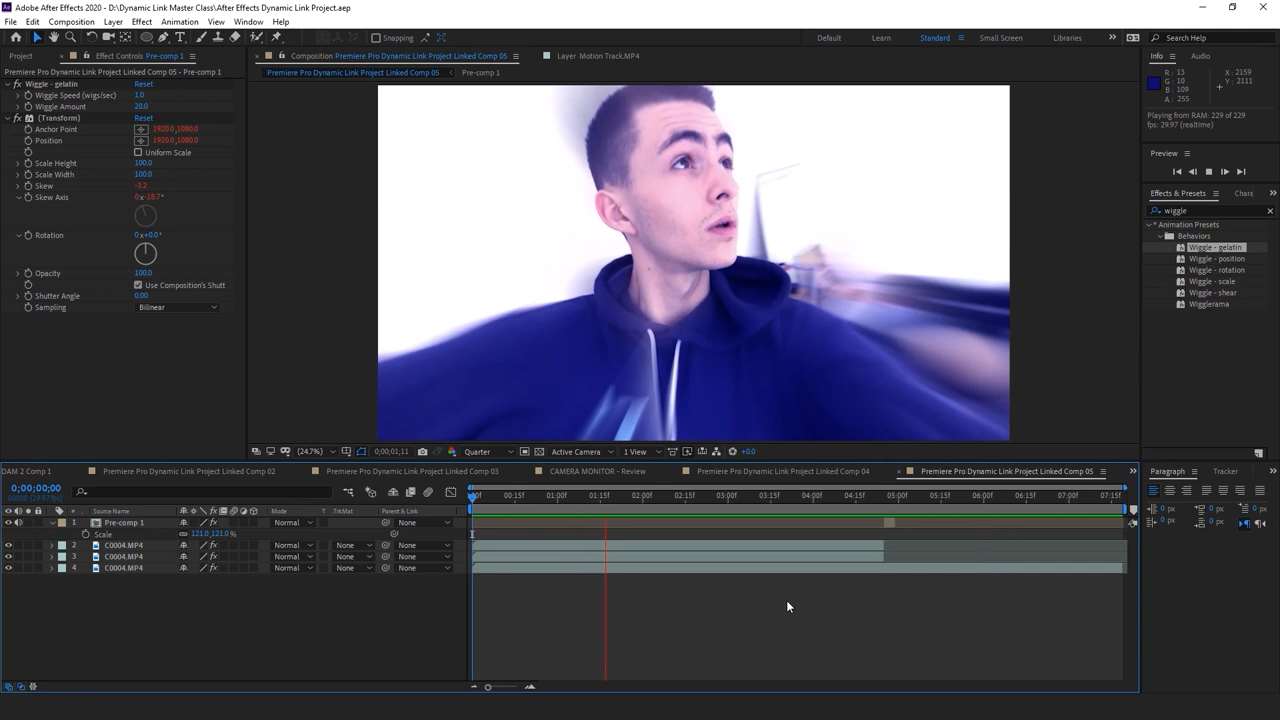 Adobe After Effects 2020 - D:\Dynamic Link Master Class\After Effects Dynamic Link Project.aep
File Edit Composition Layer Effect Animation View Window Help
Snapping Default Learn Standard Small Screen Libraries Search Help
Project Effect Controls Pre-comp 1
Composition Premiere Pro Dynamic Link Project Linked Comp 05 Layer Motion Track.MP4
Info Audio
Premiere Pro Dynamic Link Project Linked Comp 05 - Pre-comp 1
Premiere Pro Dynamic Link Project Linked Comp 05 Pre-comp 1
fx Wiggle - gelatin Reset
Wiggle Speed (wigs/sec) 1.0
Wiggle Amount 20.0
fx (Transform) Reset
Anchor Point 1920.0,1080.0
Position 1920.0,1080.0
Uniform Scale
Scale Height 100.0
Scale Width 100.0
Skew -3.2
Skew Axis 0x-18.7°
Rotation 0x+0.0°
Opacity 100.0
Use Composition's Shutt
Shutter Angle 0.00
Sampling Bilinear
R: 13 X: 2159
G: 10 Y: 2111
B: 109
A: 255
Playing from RAM: 229 of 229
fps: 29.97 (realtime)
Preview
Effects & Presets Chara
wiggle
* Animation Presets
Behaviors
Wiggle - gelatin
Wiggle - position
Wiggle - rotation
Wiggle - scale
Wiggle - shear
Wigglerama
(24.7%) 0;00;01;11 Quarter Active Camera 1 View +0.0
DAM 2 Comp 1 Premiere Pro Dynamic Link Project Linked Comp 02 Premiere Pro Dynamic Link Project Linked Comp 03 CAMERA MONITOR - Review Premiere Pro Dynamic Link Project Linked Comp 04 Premiere Pro Dynamic Link Project Linked Comp 05
Paragraph Tracker
0;00;00;00
00000 (29.97 fps)
00f 00:15f 01:00f 01:15f 02:00f 02:15f 03:00f 03:15f 04:00f 04:15f 05:00f 05:15f 06:00f 06:15f 07:00f 07:15f
# Source Name fx Mode T TrkMat Parent & Link
1 Pre-comp 1 fx Normal None
Scale 121.0,121.0%
2 C0004.MP4 fx Normal None None
3 C0004.MP4 fx Normal None None
4 C0004.MP4 fx Normal None None
0 px 0 px 0 px
0 px 0 px